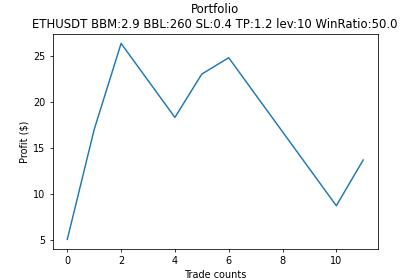 Portfolio
ETHUSDT BBM:2.9 BBL:260 SL:0.4 TP:1.2 lev:10 WinRatio:50.0
25
20
15
10
5
Profit ($)
0 2 4 6 8 10
Trade counts